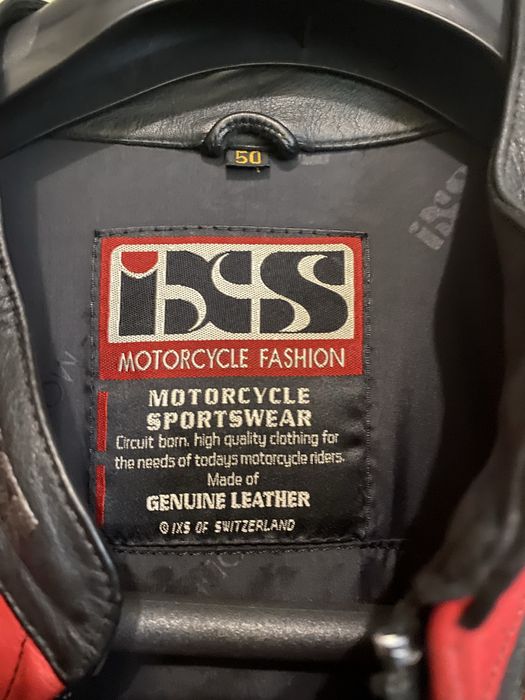 50
iXS
MOTORCYCLE FASHION
MOTORCYCLE
SPORTSWEAR
Circuit born. high quality clothing for
the needs of todays motorcycle riders.
Made of
GENUINE LEATHER
© IXS OF SWITZERLAND